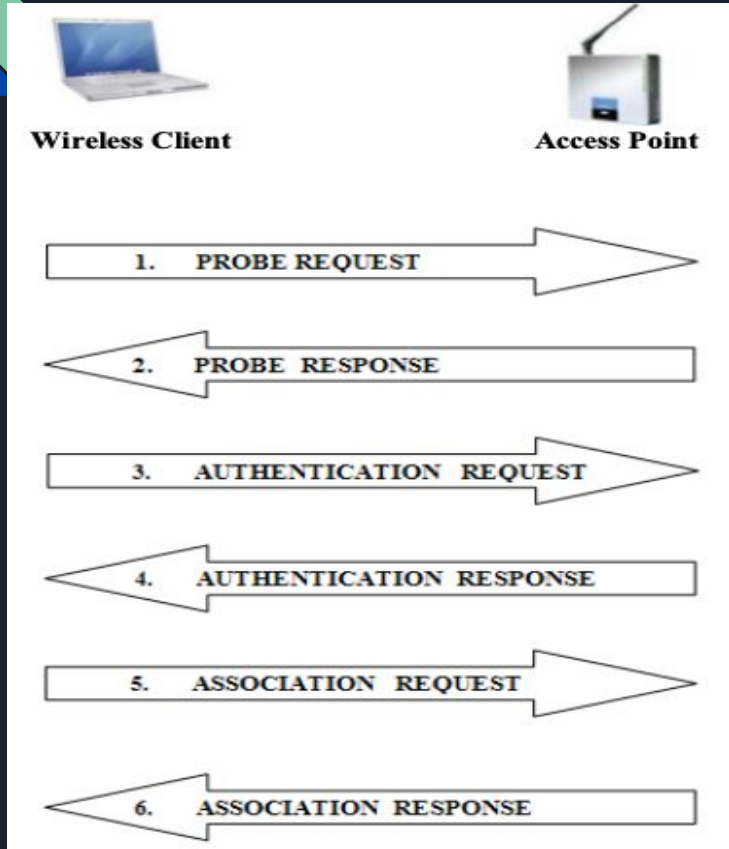 Wireless Client
Access Point
1. PROBE REQUEST
2. PROBE RESPONSE
3. AUTHENTICATION REQUEST
4. AUTHENTICATION RESPONSE
5. ASSOCIATION REQUEST
6. ASSOCIATION RESPONSE